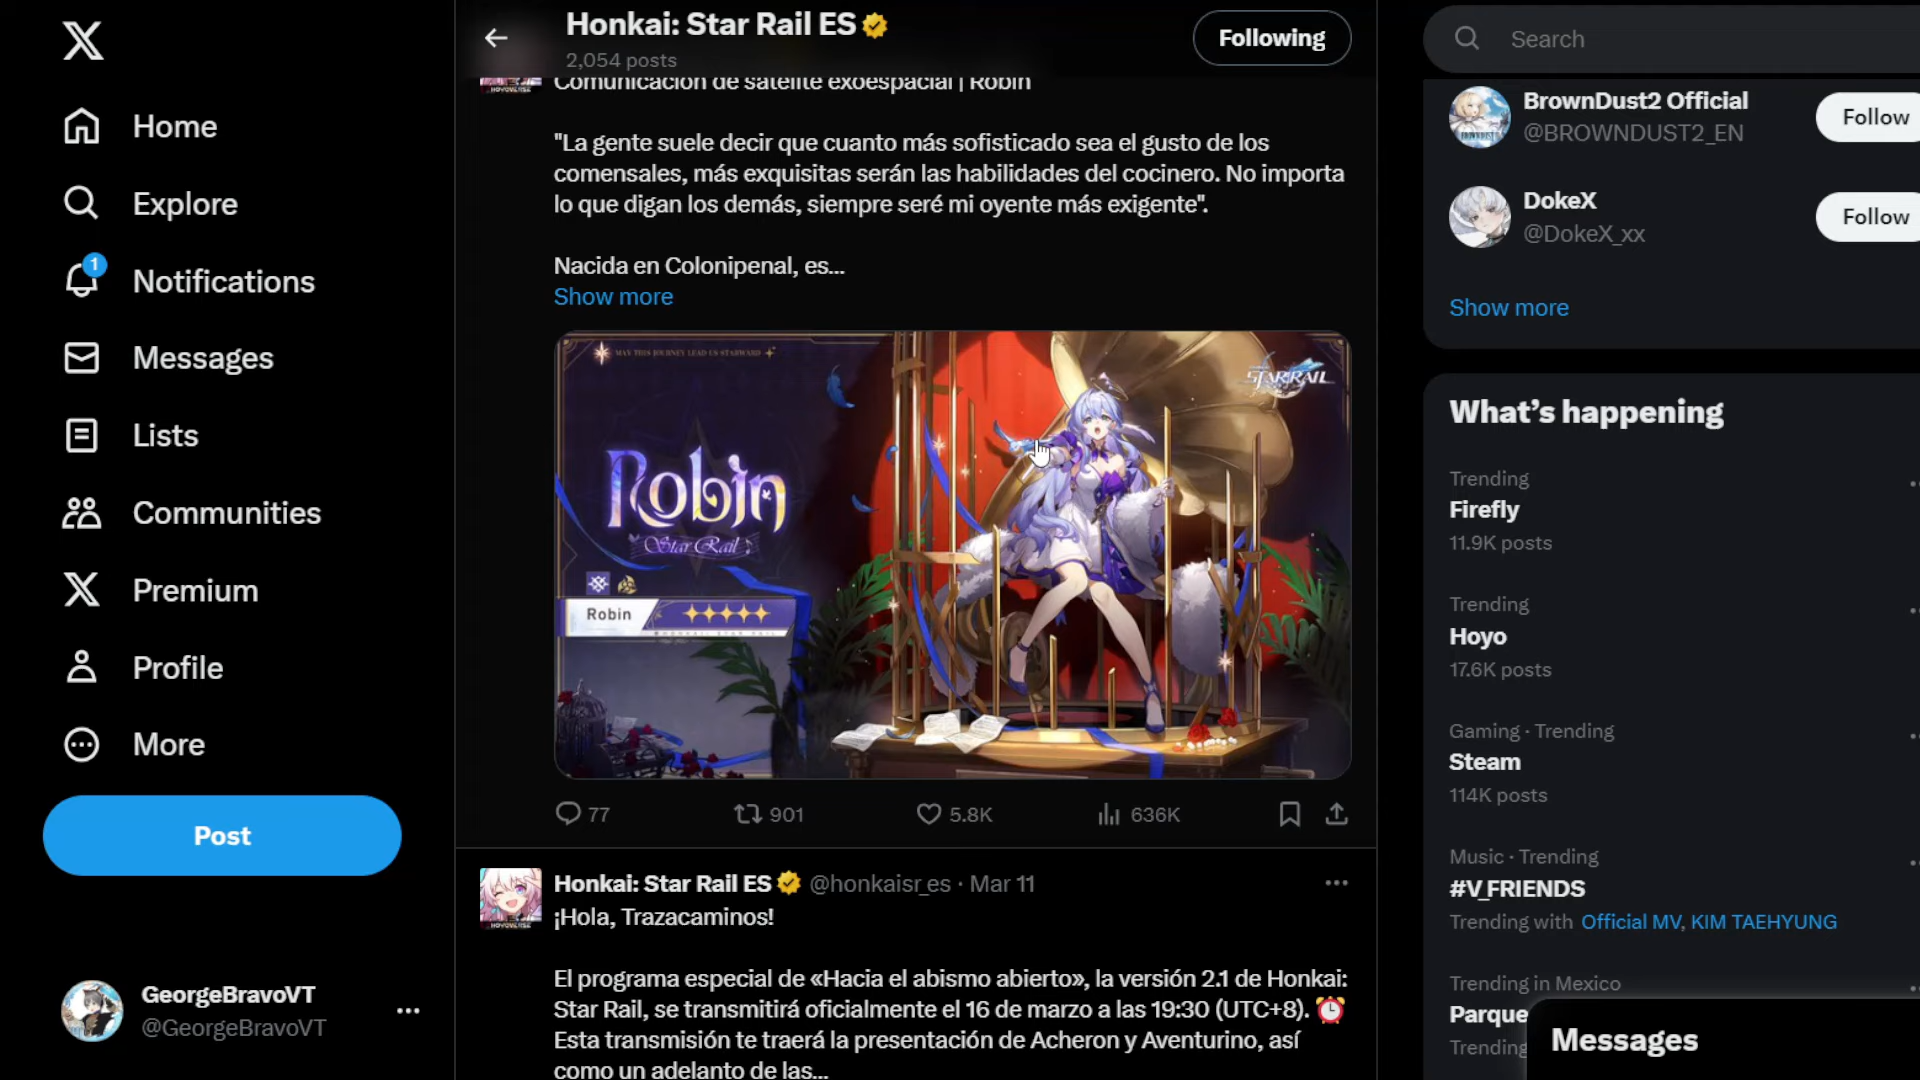 Home
Explore
1
Notifications
Messages
Lists
Communities
Premium
Profile
More
Post
GeorgeBravoVT
@GeorgeBravoVT
Honkai: Star Rail ES
2,054 posts
Following
Comunicación de satélite exoespacial | Robin
"La gente suele decir que cuanto más sofisticado sea el gusto de los
comensales, más exquisitas serán las habilidades del cocinero. No importa
lo que digan los demás, siempre seré mi oyente más exigente".
Nacida en Colonipenal, es...
Show more
MAY THIS JOURNEY LEAD US STARWARD
STAR RAIL
Robin
Star Rail
Robin
HONKAI STAR RAIL
77
901
5.8K
636K
HOYOVERSE
Honkai: Star Rail ES @honkaisr_es · Mar 11
¡Hola, Trazacaminos!
El programa especial de «Hacia el abismo abierto», la versión 2.1 de Honkai:
Star Rail, se transmitirá oficialmente el 16 de marzo a las 19:30 (UTC+8). ⏰
Esta transmisión te traerá la presentación de Acheron y Aventurino, así
como un adelanto de las...
Search
BrownDust2 Official
@BROWNDUST2_EN
Follow
DokeX
@DokeX_xx
Follow
Show more
What's happening
Trending
Firefly
11.9K posts
Trending
Hoyo
17.6K posts
Gaming · Trending
Steam
114K posts
Music · Trending
#V_FRIENDS
Trending with Official MV, KIM TAEHYUNG
Trending in Mexico
Parque
Trending
Messages